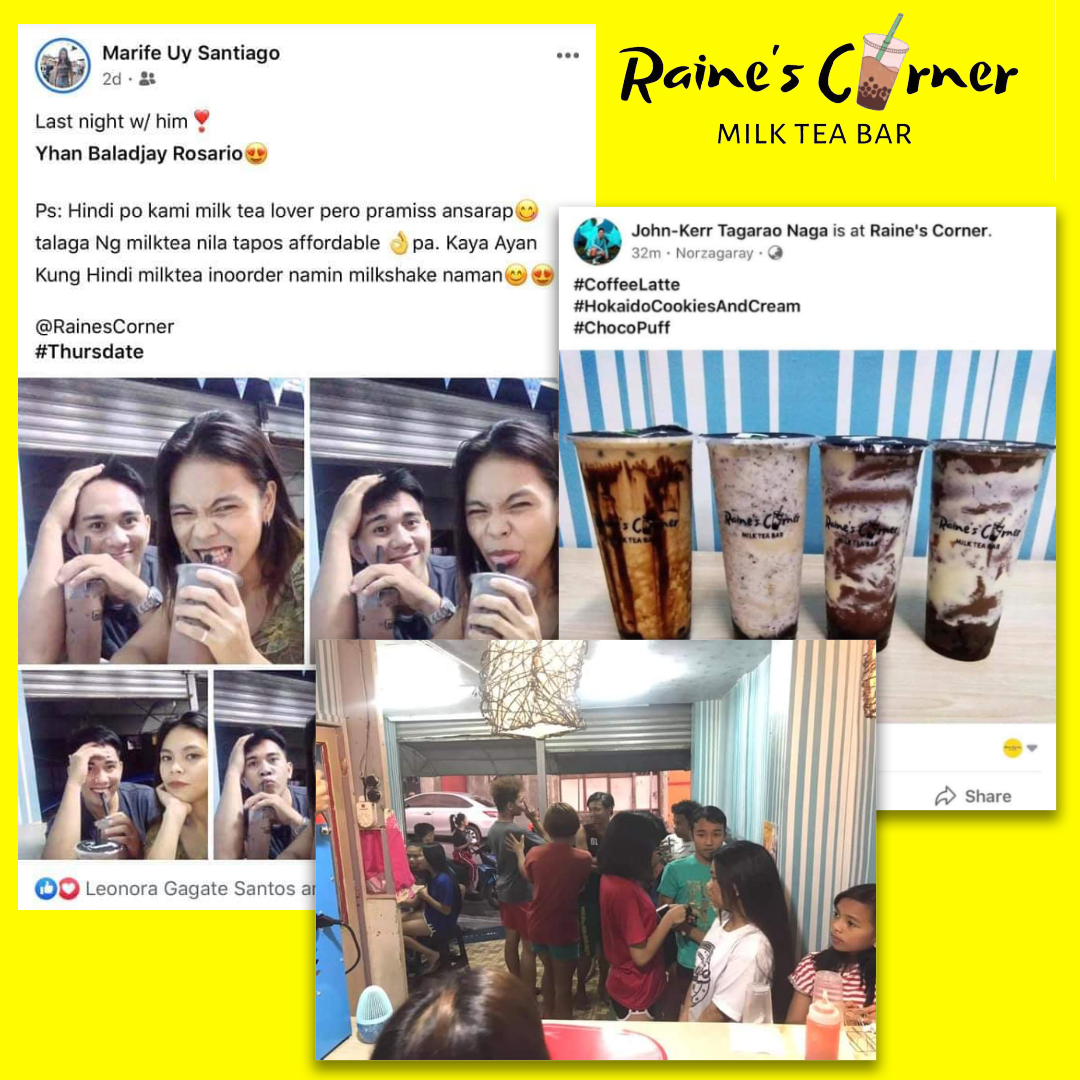 Marife Uy Santiago
2d ·
Last night w/ him❣️
Yhan Baladjay Rosario😍
Ps: Hindi po kami milk tea lover pero pramiss ansarap😋
talaga Ng milktea nila tapos affordable 👌pa. Kaya Ayan
Kung Hindi milktea inoorder namin milkshake naman😊😍
@RainesCorner
#Thursdate
Leonora Gagate Santos
Raine's Corner
MILK TEA BAR
John-Kerr Tagarao Naga is at Raine's Corner.
32m · Norzagaray ·
#CoffeeLatte
#HokaidoCookiesAndCream
#ChocoPuff
Raine's Corner
MILK TEA BAR
Raine's Corner
MILK TEA BAR
Raine's Corner
MILK TEA BAR
Share